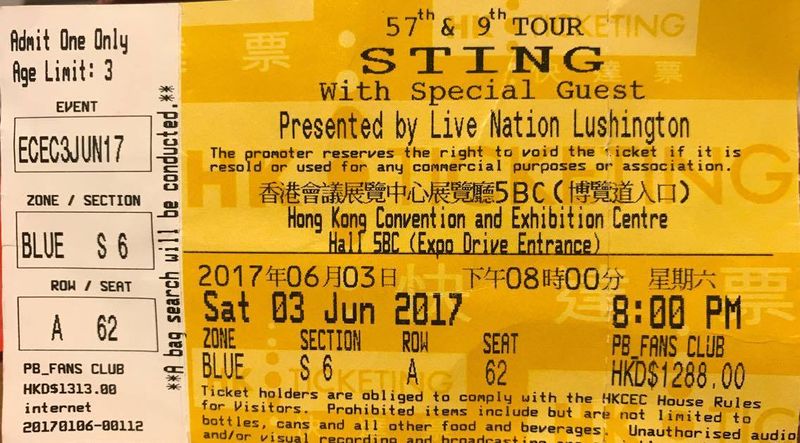 Admit One Only
Age Limit: 3
EVENT
ECEC3JUN17
ZONE / SECTION
BLUE S 6
ROW / SEAT
A 62
PB_FANS CLUB
HKD$1313.00
internet
20170106-00112
**A bag search will be conducted.**
57th & 9th TOUR
STING
With Special Guest
Presented by Live Nation Lushington
The promoter reserves the right to void the ticket if it is
resold or used for any commercial purposes or association.
香港會議展覽中心展覽廳5BC(博覽道入口)
Hong Kong Convention and Exhibition Centre
Hall 5BC (Expo Drive Entrance)
2017年06月03日 下午08時00分 星期六
Sat 03 Jun 2017 8:00 PM
ZONE SECTION ROW SEAT PB_FANS CLUB
BLUE S 6 A 62 HKD$1288.00
Ticket holders are obliged to comply with the HKCEC House Rules
for Visitors. Prohibited items include but are not limited to
bottles, cans and all other food and beverages. Unauthorised audio
and/or visual recording and broadcasting are
HK TICKETING
快達票